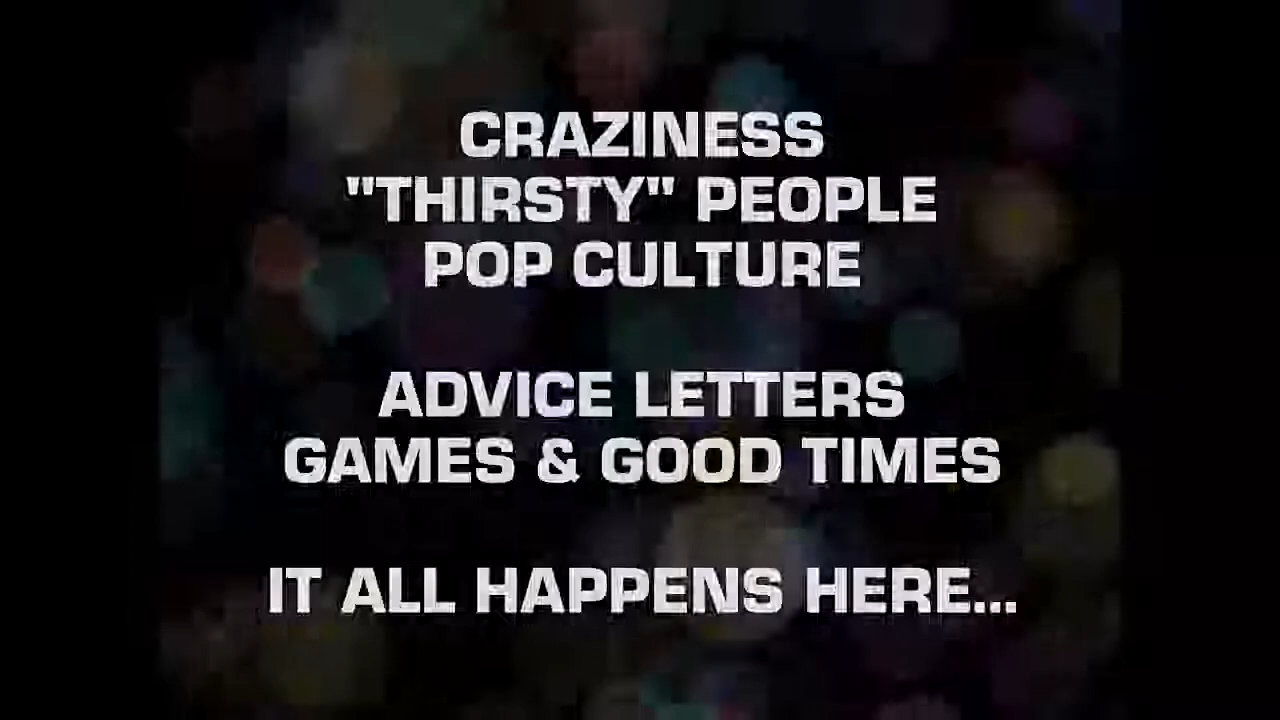 CRAZINESS
"THIRSTY" PEOPLE
POP CULTURE
ADVICE LETTERS
GAMES & GOOD TIMES
IT ALL HAPPENS HERE...